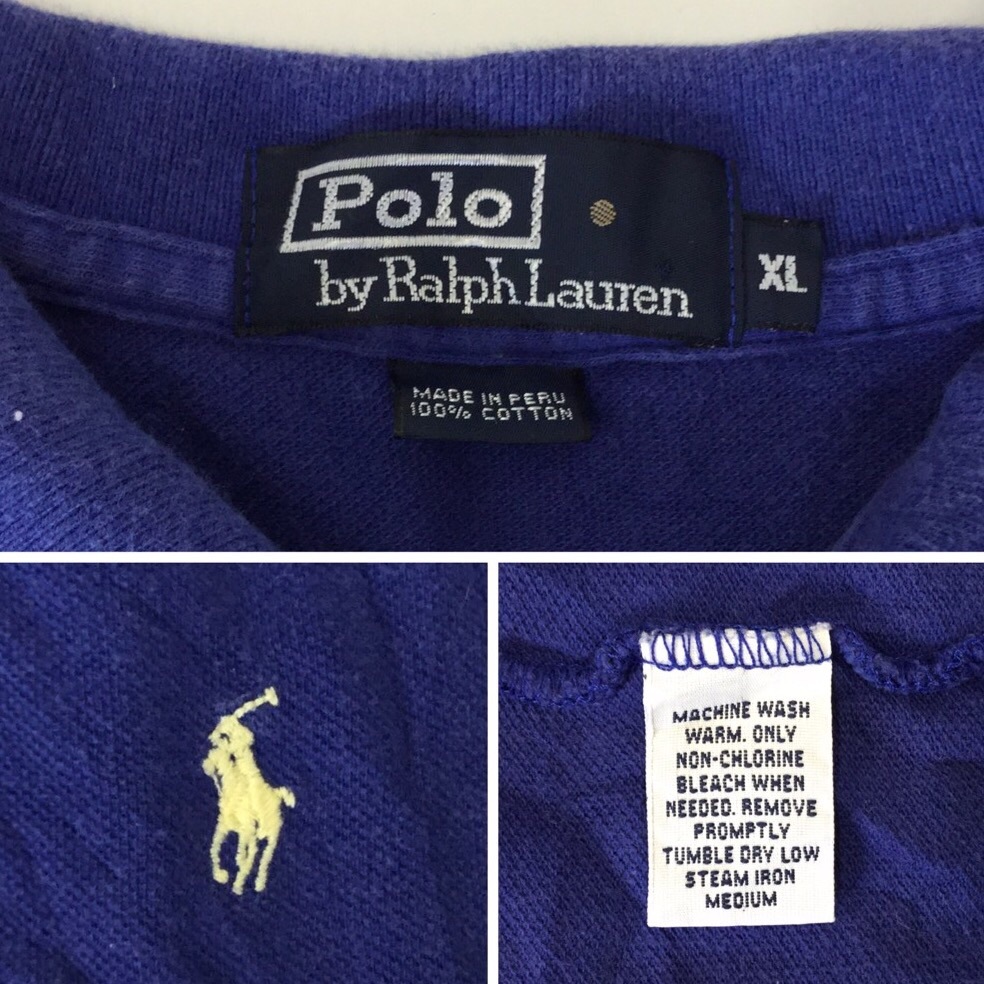 Polo
by Ralph Lauren
XL
MADE IN PERU
100% COTTON
MACHINE WASH
WARM. ONLY
NON-CHLORINE
BLEACH WHEN
NEEDED. REMOVE
PROMPTLY
TUMBLE DRY LOW
STEAM IRON
MEDIUM